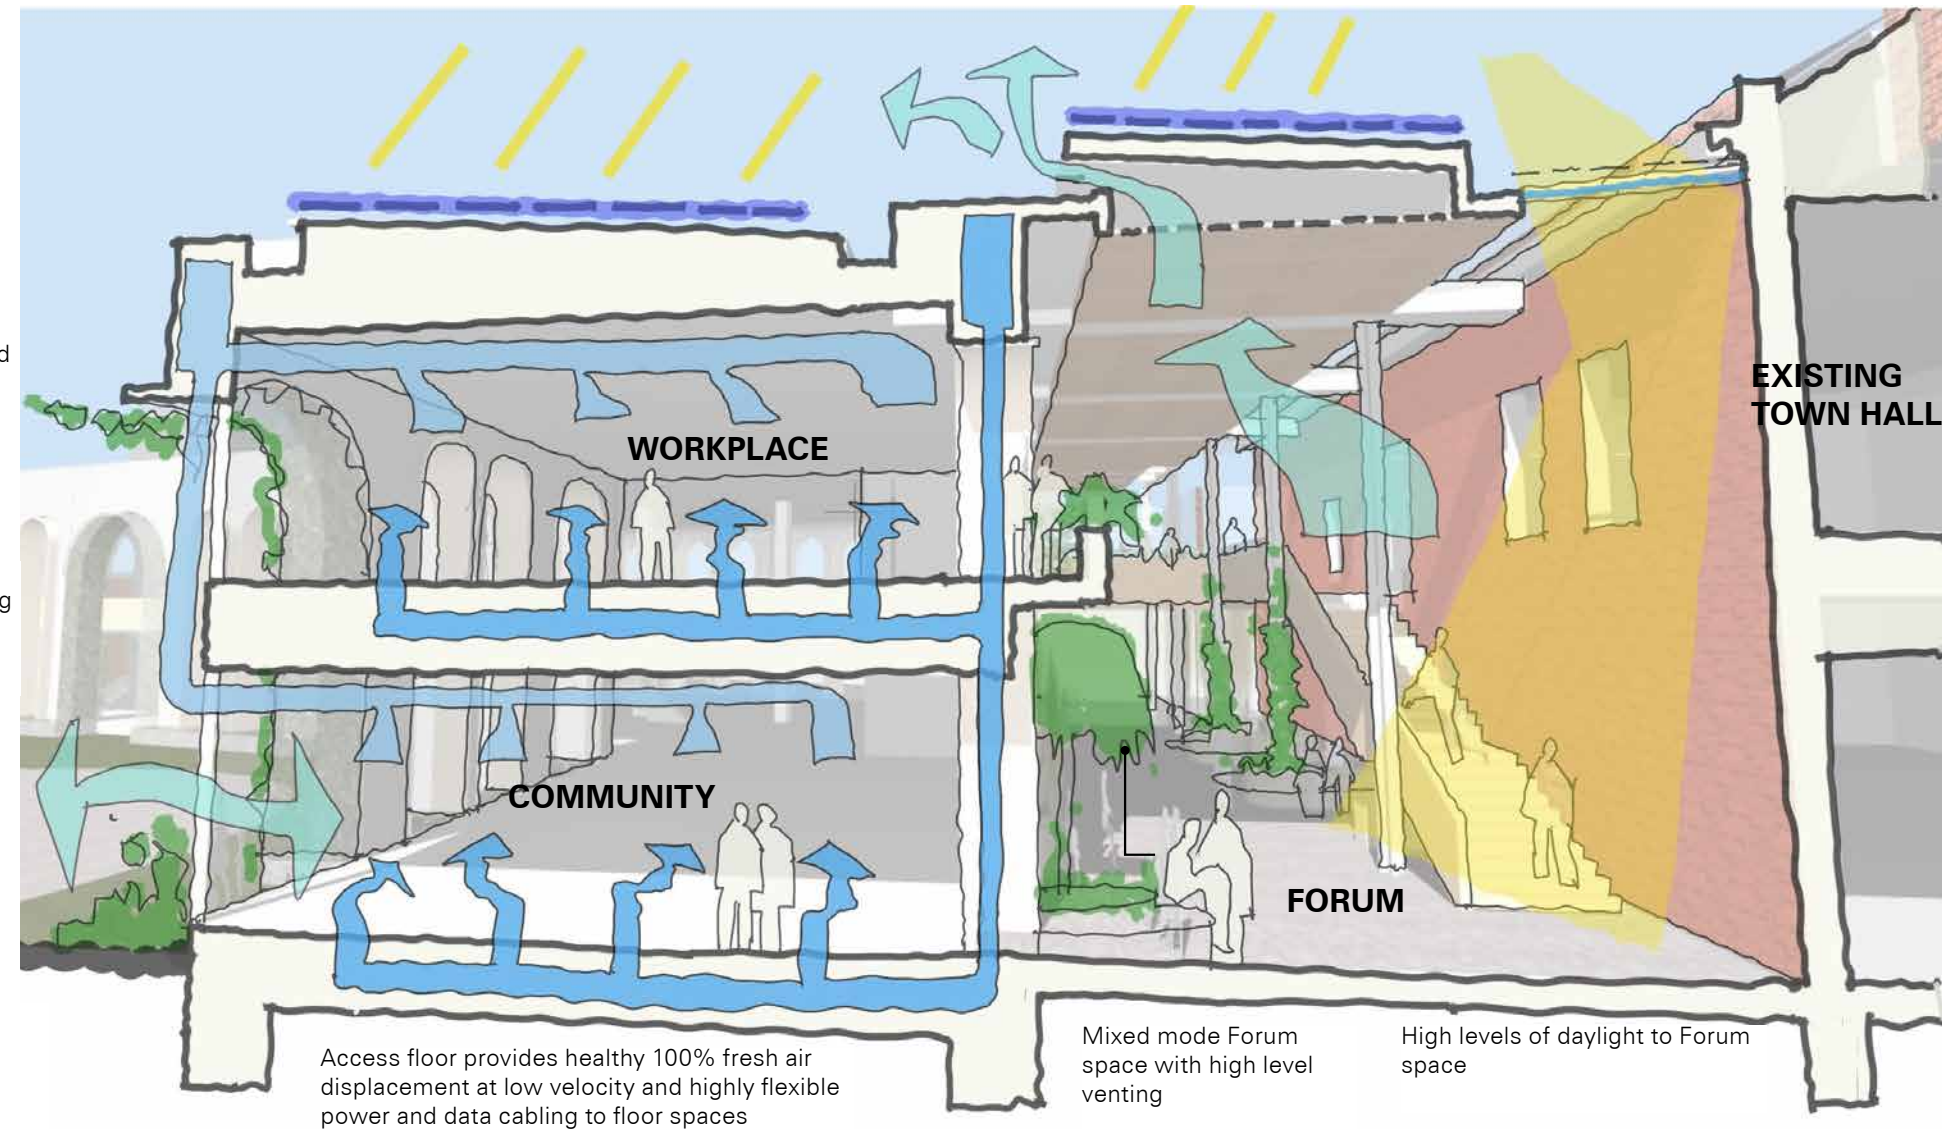 d
g
WORKPLACE
EXISTING
TOWN HALL
COMMUNITY
FORUM
Access floor provides healthy 100% fresh air
displacement at low velocity and highly flexible
power and data cabling to floor spaces
Mixed mode Forum
space with high level
venting
High levels of daylight to Forum
space